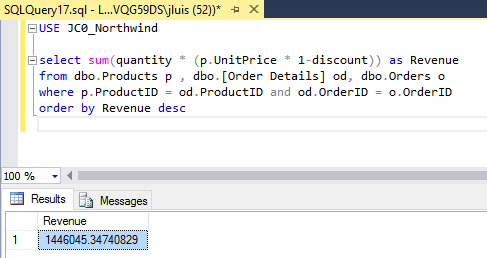 SQLQuery17.sql - L...VQG59DS\jluis (52))*
USE JC0_Northwind
select sum(quantity * (p.UnitPrice * 1-discount)) as Revenue
from dbo.Products p , dbo.[Order Details] od, dbo.Orders o
where p.ProductID = od.ProductID and od.OrderID = o.OrderID
order by Revenue desc
100 %
Results Messages
Revenue
1 1446045.34740829